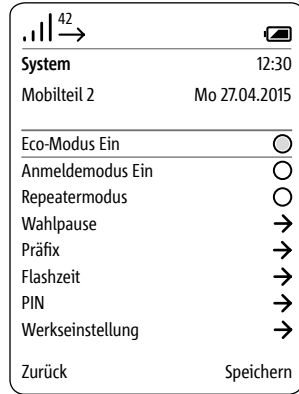 42
System 12:30
Mobilteil 2 Mo 27.04.2015
Eco-Modus Ein
Anmeldemodus Ein
Repeatermodus
Wahlpause
Präfix
Flashzeit
PIN
Werkseinstellung
Zurück Speichern